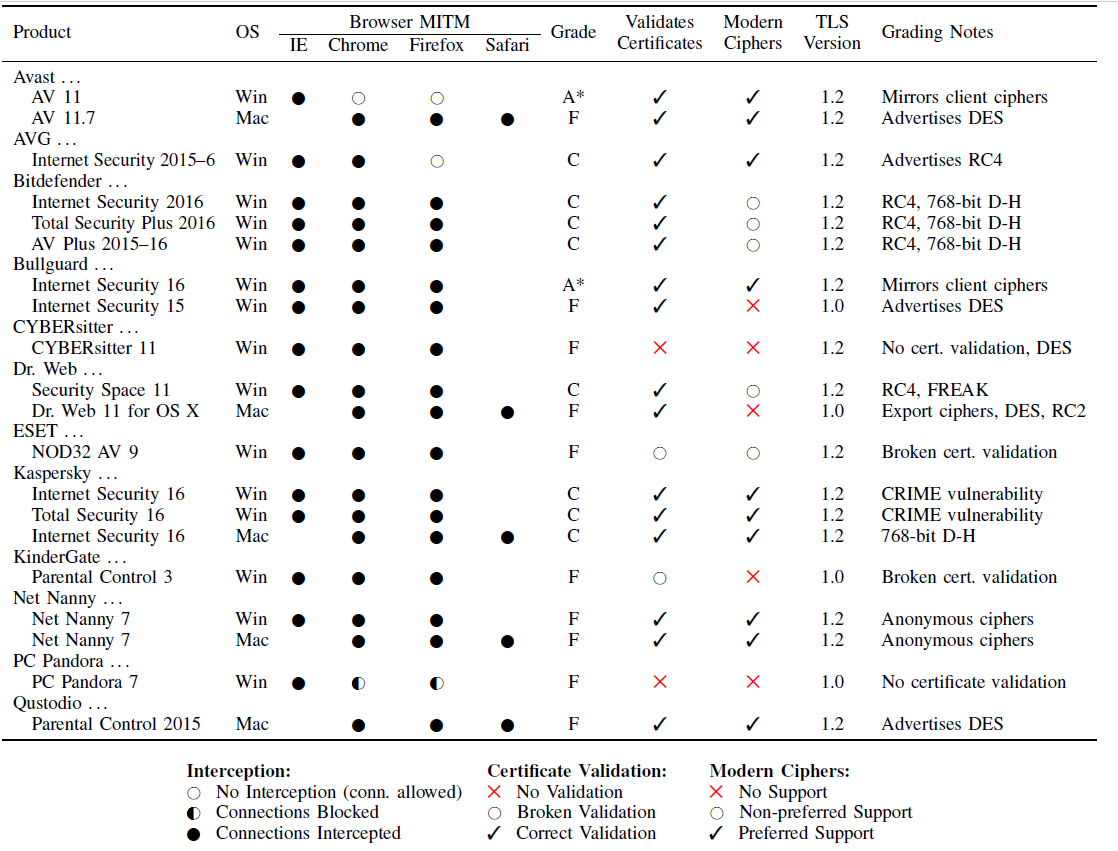 Product OS Browser MITM Grade Validates Certificates Modern Ciphers TLS Version Grading Notes
IE Chrome Firefox Safari
Avast ...
AV 11 Win ● ○ ○ A* ✓ ✓ 1.2 Mirrors client ciphers
AV 11.7 Mac ● ● ● F ✓ ✓ 1.2 Advertises DES
AVG ...
Internet Security 2015–6 Win ● ● ○ C ✓ ✓ 1.2 Advertises RC4
Bitdefender ...
Internet Security 2016 Win ● ● ● C ✓ ○ 1.2 RC4, 768-bit D-H
Total Security Plus 2016 Win ● ● ● C ✓ ○ 1.2 RC4, 768-bit D-H
AV Plus 2015–16 Win ● ● ● C ✓ ○ 1.2 RC4, 768-bit D-H
Bullguard ...
Internet Security 16 Win ● ● ● A* ✓ ✓ 1.2 Mirrors client ciphers
Internet Security 15 Win ● ● ● F ✓ ✕ 1.0 Advertises DES
CYBERsitter ...
CYBERsitter 11 Win ● ● ● F ✕ ✕ 1.2 No cert. validation, DES
Dr. Web ...
Security Space 11 Win ● ● ● C ✓ ○ 1.2 RC4, FREAK
Dr. Web 11 for OS X Mac ● ● ● F ✓ ✕ 1.0 Export ciphers, DES, RC2
ESET ...
NOD32 AV 9 Win ● ● ● F ○ ○ 1.2 Broken cert. validation
Kaspersky ...
Internet Security 16 Win ● ● ● C ✓ ✓ 1.2 CRIME vulnerability
Total Security 16 Win ● ● ● C ✓ ✓ 1.2 CRIME vulnerability
Internet Security 16 Mac ● ● ● C ✓ ✓ 1.2 768-bit D-H
KinderGate ...
Parental Control 3 Win ● ● ● F ○ ✕ 1.0 Broken cert. validation
Net Nanny ...
Net Nanny 7 Win ● ● ● F ✓ ✓ 1.2 Anonymous ciphers
Net Nanny 7 Mac ● ● ● F ✓ ✓ 1.2 Anonymous ciphers
PC Pandora ...
PC Pandora 7 Win ● ◐ ◐ F ✕ ✕ 1.0 No certificate validation
Qustodio ...
Parental Control 2015 Mac ● ● ● F ✓ ✓ 1.2 Advertises DES
Interception: Certificate Validation: Modern Ciphers:
○ No Interception (conn. allowed) ✕ No Validation ✕ No Support
◐ Connections Blocked ○ Broken Validation ○ Non-preferred Support
● Connections Intercepted ✓ Correct Validation ✓ Preferred Support